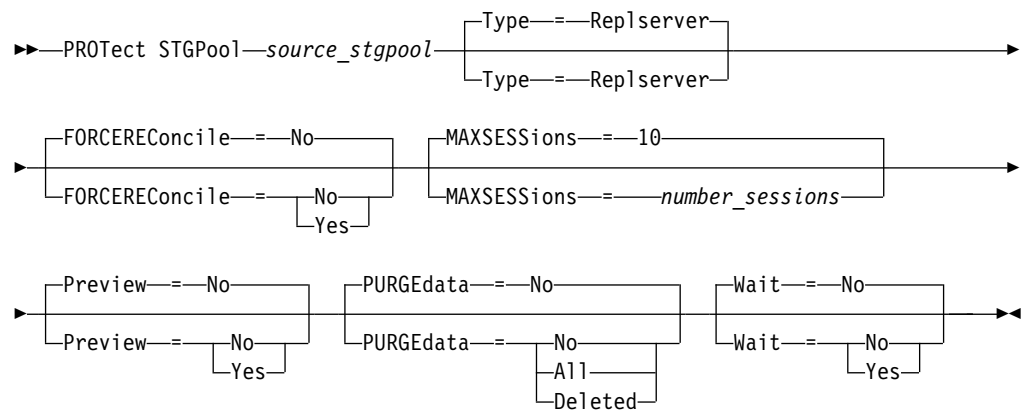 Type = Replserver
PROTect STGPool source_stgpool
Type = Replserver
FORCEREConcile = No
MAXSESSions = 10
FORCEREConcile = No
Yes
MAXSESSions = number_sessions
Preview = No
PURGEdata = No
Wait = No
Preview = No
Yes
PURGEdata = No
All
Deleted
Wait = No
Yes